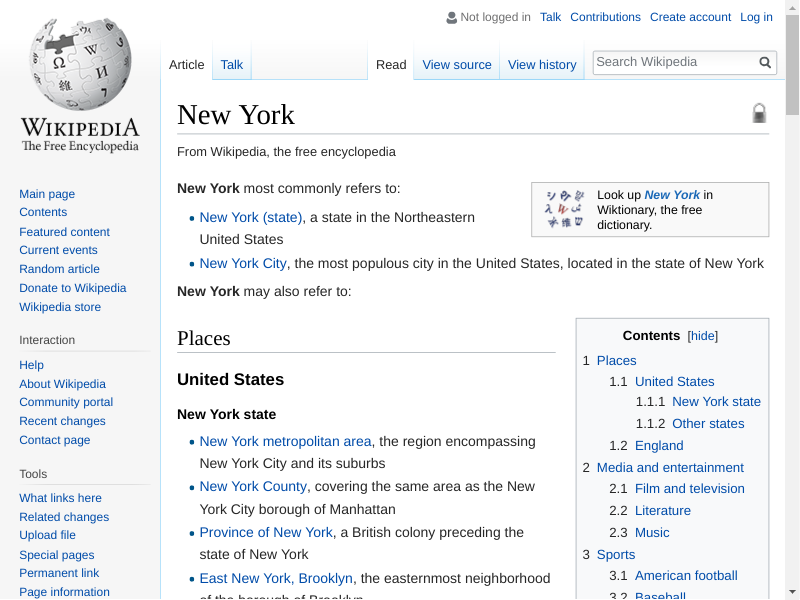 Not logged in Talk Contributions Create account Log in
Article Talk Read View source View history Search Wikipedia
WIKIPEDIA
The Free Encyclopedia
Main page
Contents
Featured content
Current events
Random article
Donate to Wikipedia
Wikipedia store
Interaction
Help
About Wikipedia
Community portal
Recent changes
Contact page
Tools
What links here
Related changes
Upload file
Special pages
Permanent link
Page information
New York
From Wikipedia, the free encyclopedia
New York most commonly refers to:
Look up New York in
Wiktionary, the free
dictionary.
• New York (state), a state in the Northeastern
United States
• New York City, the most populous city in the United States, located in the state of New York
New York may also refer to:
Places
United States
New York state
• New York metropolitan area, the region encompassing
New York City and its suburbs
• New York County, covering the same area as the New
York City borough of Manhattan
• Province of New York, a British colony preceding the
state of New York
• East New York, Brooklyn, the easternmost neighborhood
of the borough of Brooklyn
Contents [hide]
1 Places
1.1 United States
1.1.1 New York state
1.1.2 Other states
1.2 England
2 Media and entertainment
2.1 Film and television
2.2 Literature
2.3 Music
3 Sports
3.1 American football
3.2 Baseball